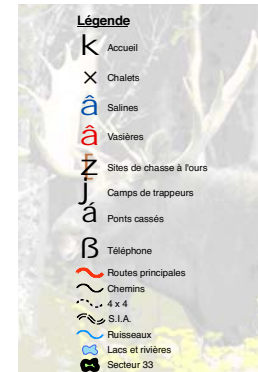 Légende
k Accueil
× Chalets
â Salines
â Vasières
z Sites de chasse à l'ours
j Camps de trappeurs
á Ponts cassés
ß Téléphone
Routes principales
Chemins
4 x 4
S.I.A.
Ruisseaux
Lacs et rivières
Secteur 33